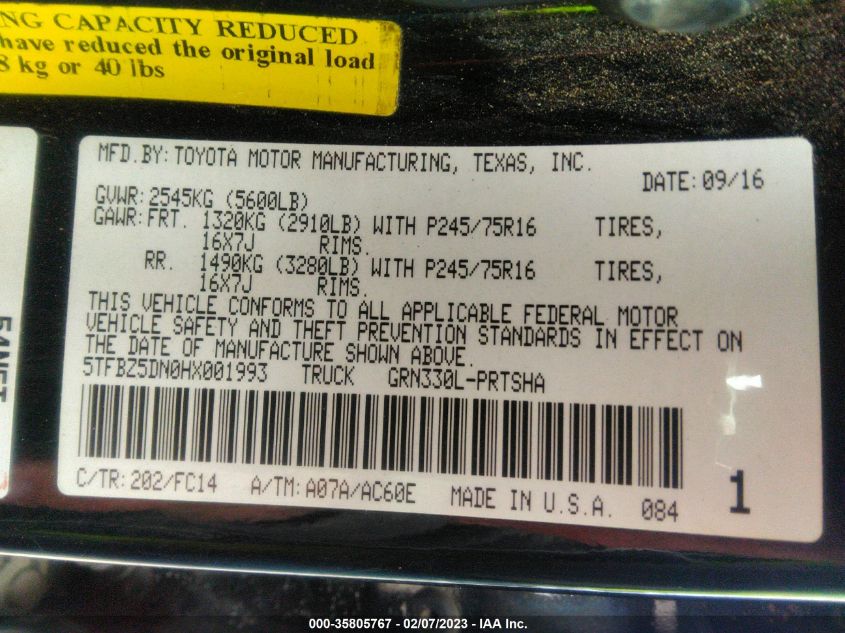 NG CAPACITY REDUCED
have reduced the original load
8 kg or 40 lbs
MFD.BY: TOYOTA MOTOR MANUFACTURING, TEXAS, INC.
DATE: 09/16
GVWR: 2545KG (5600LB)
GAWR: FRT. 1320KG (2910LB) WITH P245/75R16 TIRES,
16X7J RIMS.
RR. 1490KG (3280LB) WITH P245/75R16 TIRES,
16X7J RIMS.
THIS VEHICLE CONFORMS TO ALL APPLICABLE FEDERAL MOTOR
VEHICLE SAFETY AND THEFT PREVENTION STANDARDS IN EFFECT ON
THE DATE OF MANUFACTURE SHOWN ABOVE.
5TFBZ5DN0HX001993 TRUCK GRN330L-PRTSHA
C/TR: 202/FC14 A/TM: A07A/AC60E MADE IN U.S.A. 084
1
000-35805767 - 02/07/2023 - IAA Inc.